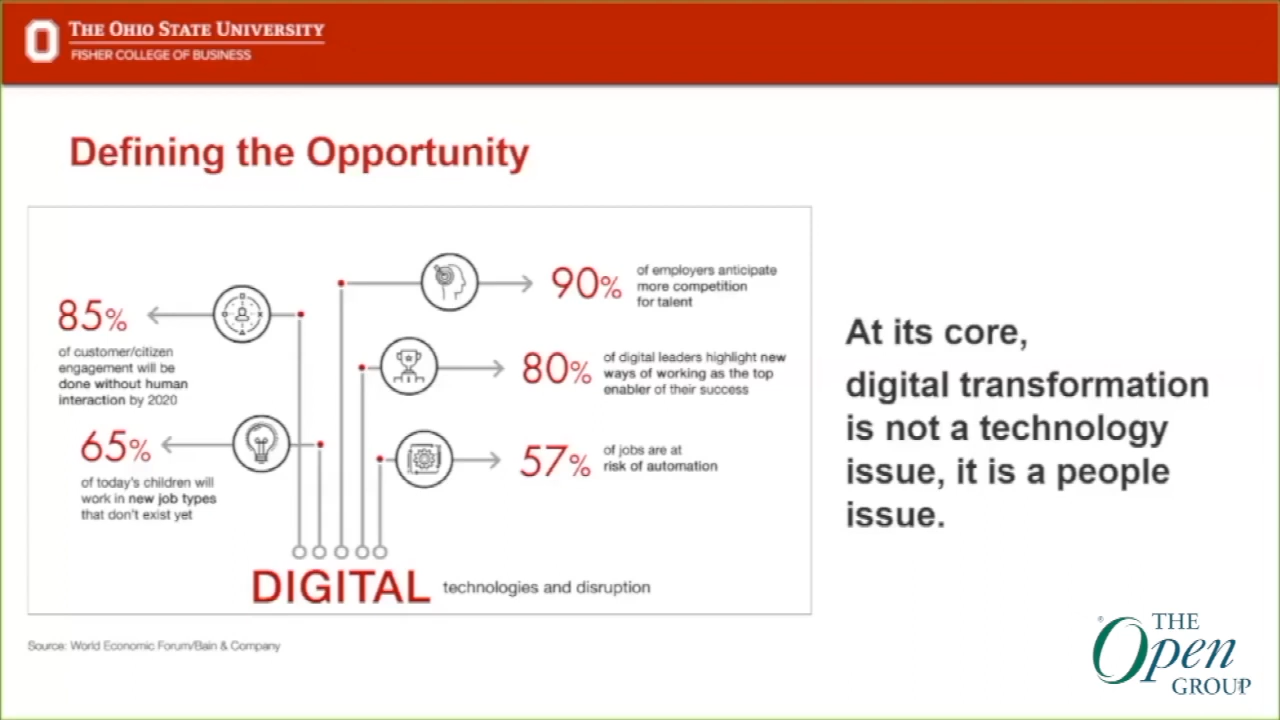 THE OHIO STATE UNIVERSITY
FISHER COLLEGE OF BUSINESS
Defining the Opportunity
85%
of customer/citizen
engagement will be
done without human
interaction by 2020
65%
of today's children will
work in new job types
that don't exist yet
90%
of employers anticipate
more competition
for talent
80%
of digital leaders highlight new
ways of working as the top
enabler of their success
57%
of jobs are at
risk of automation
DIGITAL technologies and disruption
Source: World Economic Forum/Bain & Company
At its core,
digital transformation
is not a technology
issue, it is a people
issue.
THE
Open
GROUP